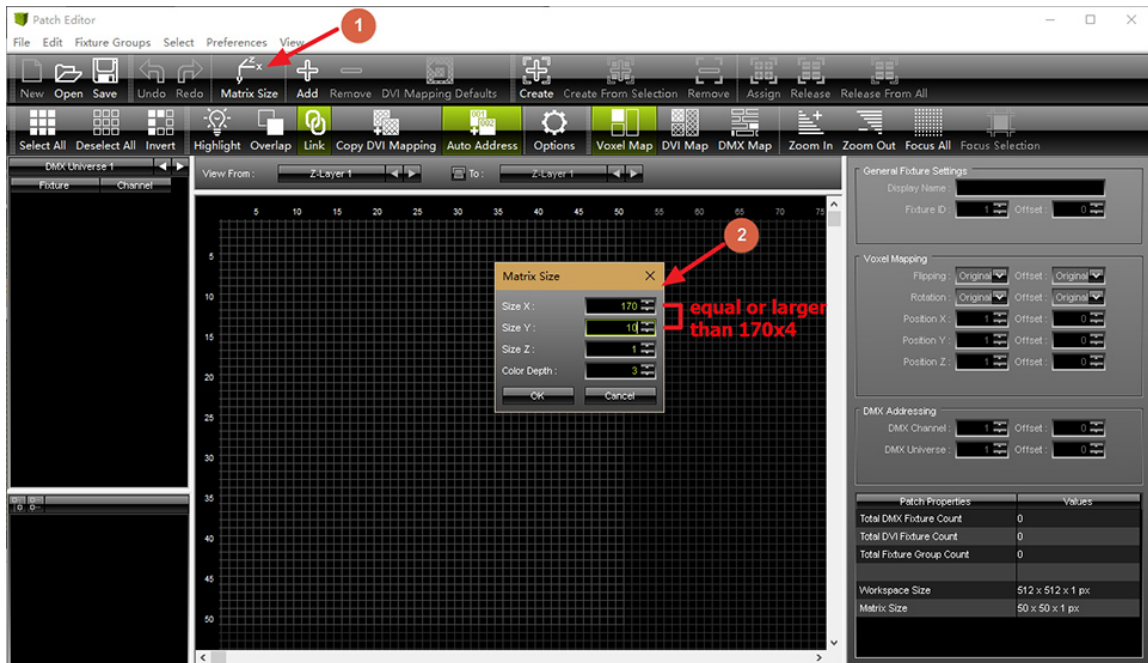 Patch Editor
1
File Edit Fixture Groups Select Preferences View
New Open Save Undo Redo Matrix Size Add Remove DVI Mapping Defaults Create Create From Selection Remove Assign Release Release From All
Select All Deselect All Invert Highlight Overlap Link Copy DVI Mapping Auto Address Options Voxel Map DVI Map DMX Map Zoom In Zoom Out Focus All Focus Selection
DMX Universe 1
Fixture Channel
View From : Z-Layer 1 To : Z-Layer 1
5 10 15 20 25 30 35 40 45 50 55 60 65 70 75
5
10
15
20
25
30
35
40
45
50
2
Matrix Size
Size X : 170
Size Y : 10
Size Z : 1
Color Depth : 3
OK Cancel
equal or larger
than 170x4
General Fixture Settings
Display Name :
Fixture ID : 1 Offset : 0
Voxel Mapping
Flipping : Original Offset : Original
Rotation : Original Offset : Original
Position X : 1 Offset : 0
Position Y : 1 Offset : 0
Position Z : 1 Offset : 0
DMX Addressing
DMX Channel : 1 Offset : 0
DMX Universe : 1 Offset : 0
Patch Properties Values
Total DMX Fixture Count 0
Total DVI Fixture Count 0
Total Fixture Group Count 0
Workspace Size 512 x 512 x 1 px
Matrix Size 50 x 50 x 1 px